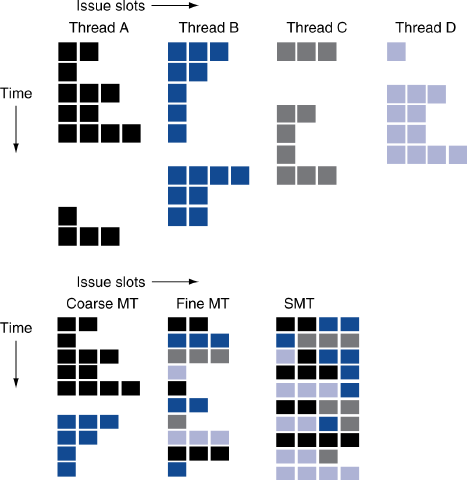 Issue slots
Thread A Thread B Thread C Thread D
Time
Issue slots
Coarse MT Fine MT SMT
Time